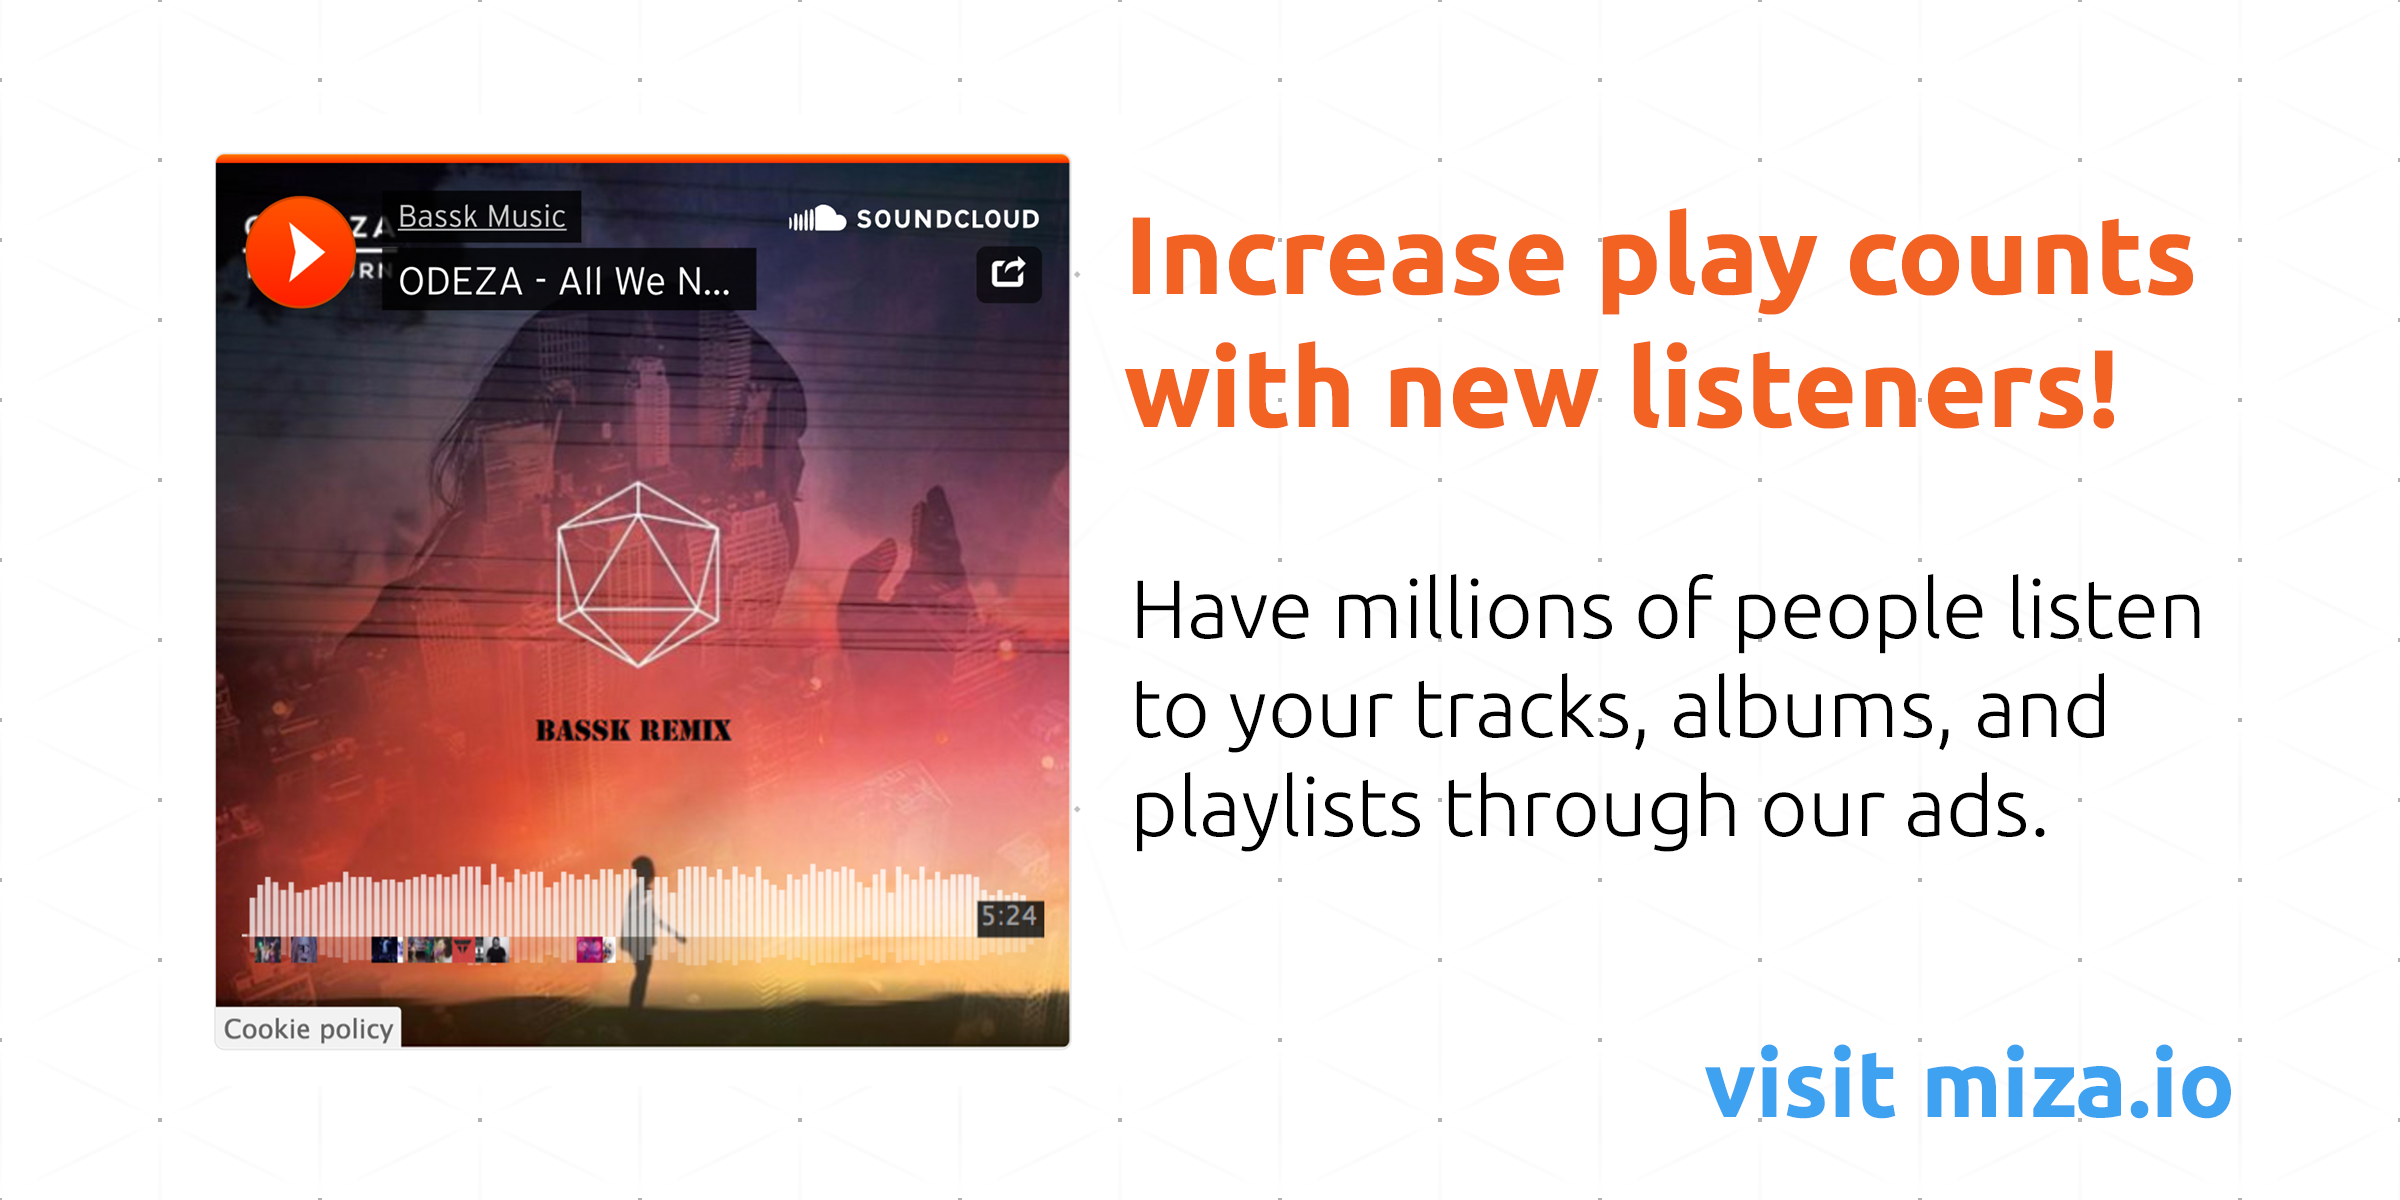 Bassk Music
SOUNDCLOUD
ODEZA - All We N...
BASSK REMIX
5:24
Cookie policy
Increase play counts
with new listeners!
Have millions of people listen
to your tracks, albums, and
playlists through our ads.
visit miza.io